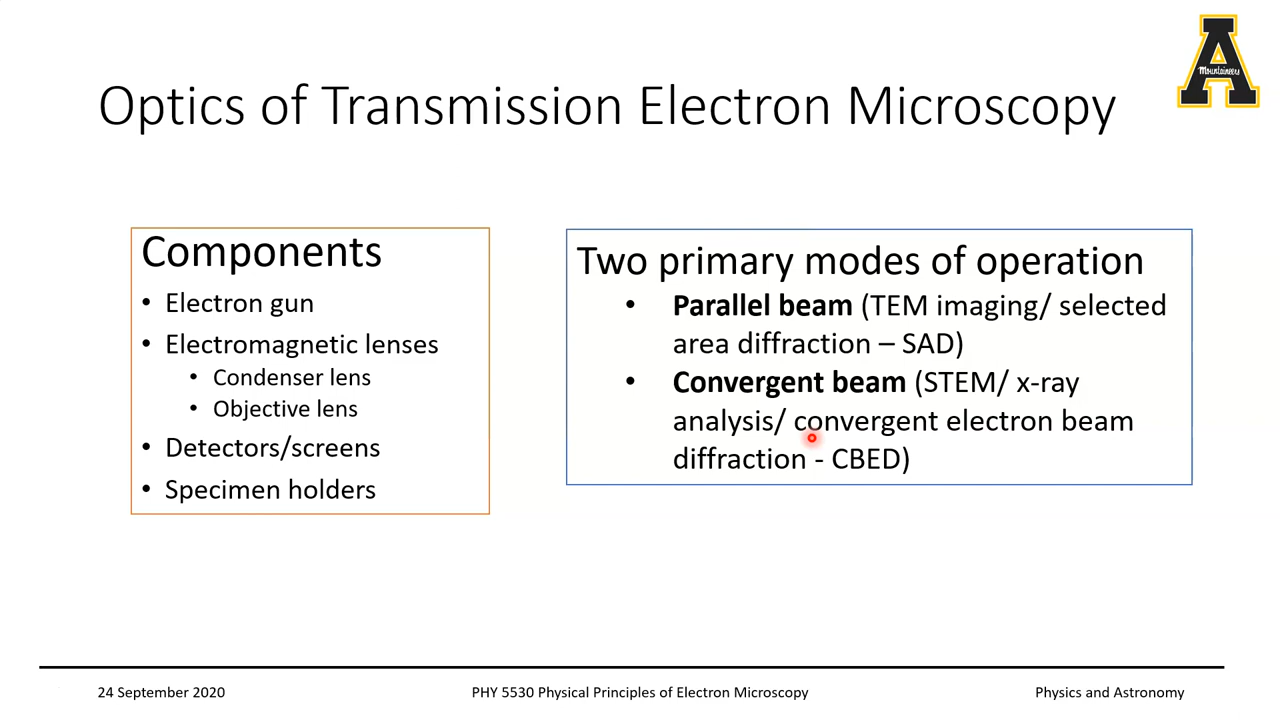 Mountaineers
Optics of Transmission Electron Microscopy
Components
• Electron gun
• Electromagnetic lenses
• Condenser lens
• Objective lens
• Detectors/screens
• Specimen holders
Two primary modes of operation
• Parallel beam (TEM imaging/ selected
area diffraction – SAD)
• Convergent beam (STEM/ x-ray
analysis/ convergent electron beam
diffraction - CBED)
24 September 2020
PHY 5530 Physical Principles of Electron Microscopy
Physics and Astronomy